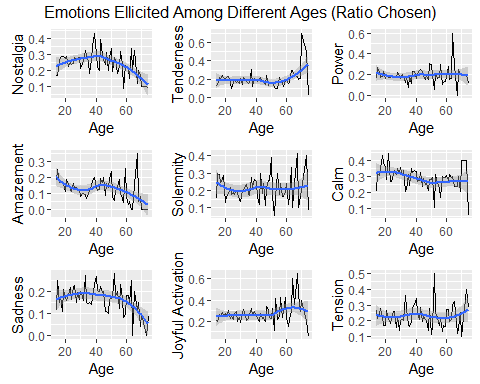 Emotions Ellicited Among Different Ages (Ratio Chosen)
Nostalgia
0.4
0.3
0.2
0.1
20 40 60
Age
Tenderness
0.6
0.4
0.2
0.0
20 40 60
Age
Power
0.6
0.4
0.2
0.0
20 40 60
Age
Amazement
0.3
0.2
0.1
0.0
20 40 60
Age
Solemnity
0.4
0.3
0.2
0.1
20 40 60
Age
Calm
0.4
0.3
0.2
0.1
20 40 60
Age
Sadness
0.2
0.1
0.0
20 40 60
Age
Joyful Activation
0.6
0.4
0.2
20 40 60
Age
Tension
0.5
0.4
0.3
0.2
0.1
20 40 60
Age